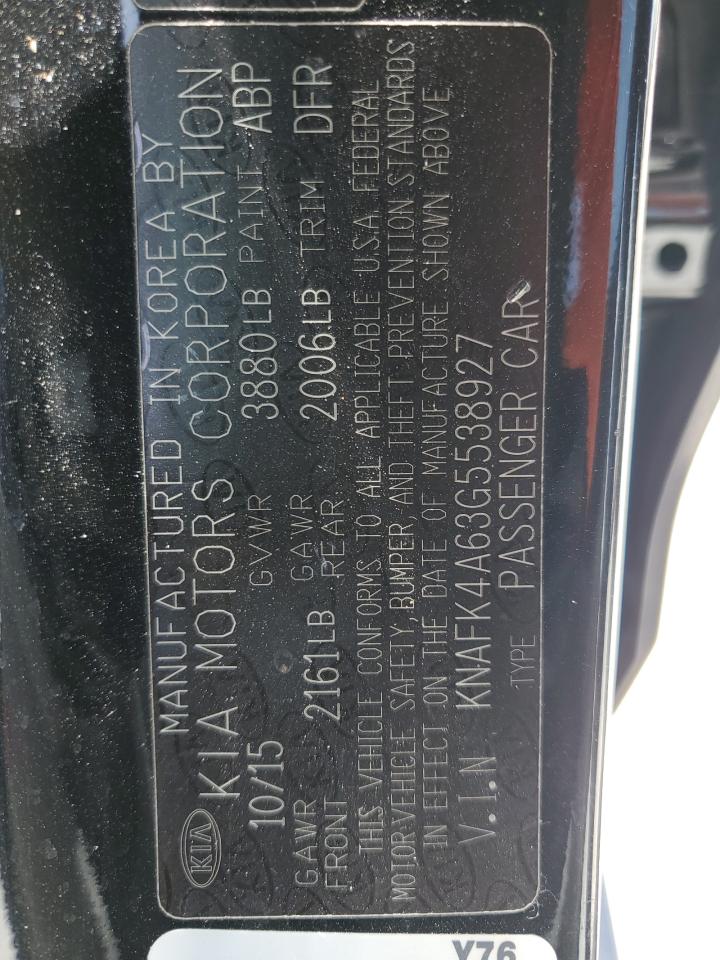 MANUFACTURED IN KOREA BY
KIA KIA MOTORS CORPORATION
10/15 GVWR 3880LB PAINT ABP
GAWR FRONT 2161LB GAWR REAR 2006LB TRIM DFR
THIS VEHICLE CONFORMS TO ALL APPLICABLE U.S.A. FEDERAL
MOTORVEHICLE SAFETY,BUMPER, AND THEFT PREVENTION STANDARDS
IN EFFECT ON THE DATE OF MANUFACTURE SHOWN ABOVE
V.I.N KNAFK4A63G5538927
TYPE PASSENGER CAR
Y76